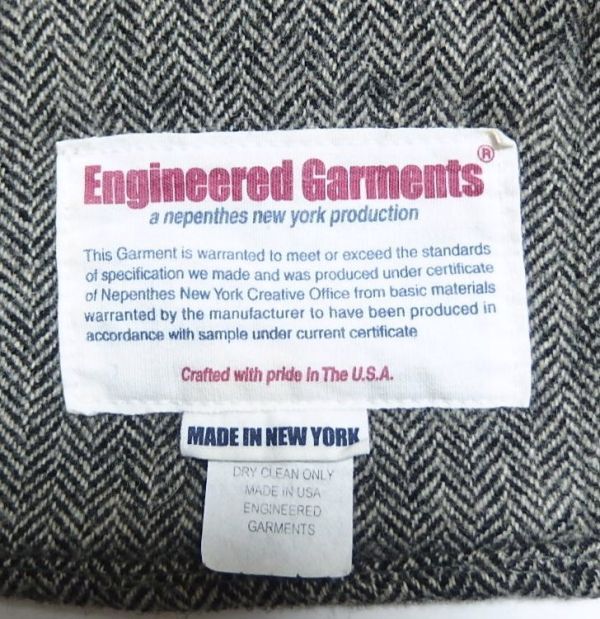 Engineered Garments®
a nepenthes new york production
This Garment is warranted to meet or exceed the standards
of specification we made and was produced under certificate
of Nepenthes New York Creative Office from basic materials
warranted by the manufacturer to have been produced in
accordance with sample under current certificate
Crafted with pride In The U.S.A.
MADE IN NEW YORK
DRY CLEAN ONLY
MADE IN USA
ENGINEERED
GARMENTS